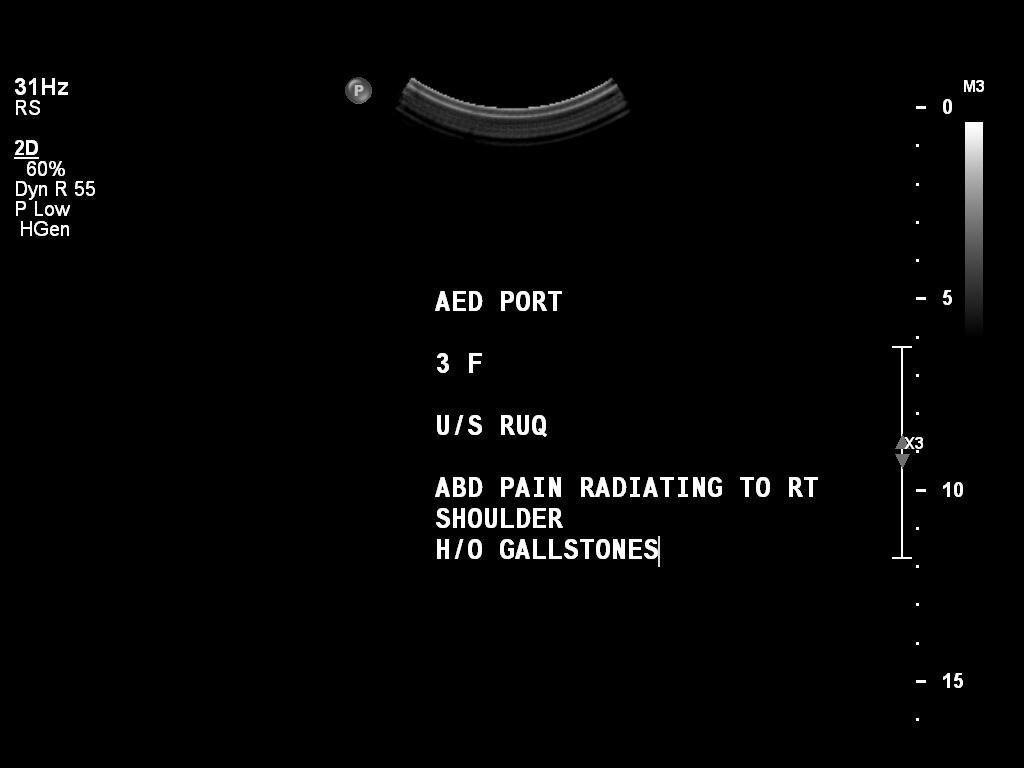 31Hz
RS
2D
60%
Dyn R 55
P Low
HGen
P
M3
0
5
X3
10
15
AED PORT
3 F
U/S RUQ
ABD PAIN RADIATING TO RT
SHOULDER
H/O GALLSTONES